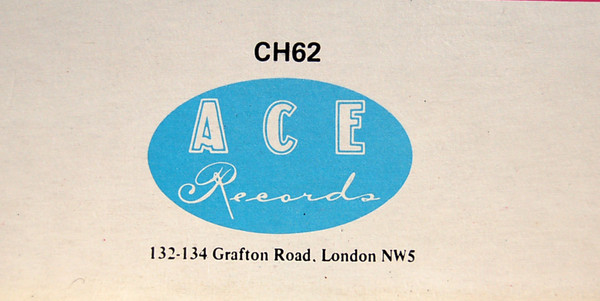 CH62
ACE
Records
132-134 Grafton Road. London NW5